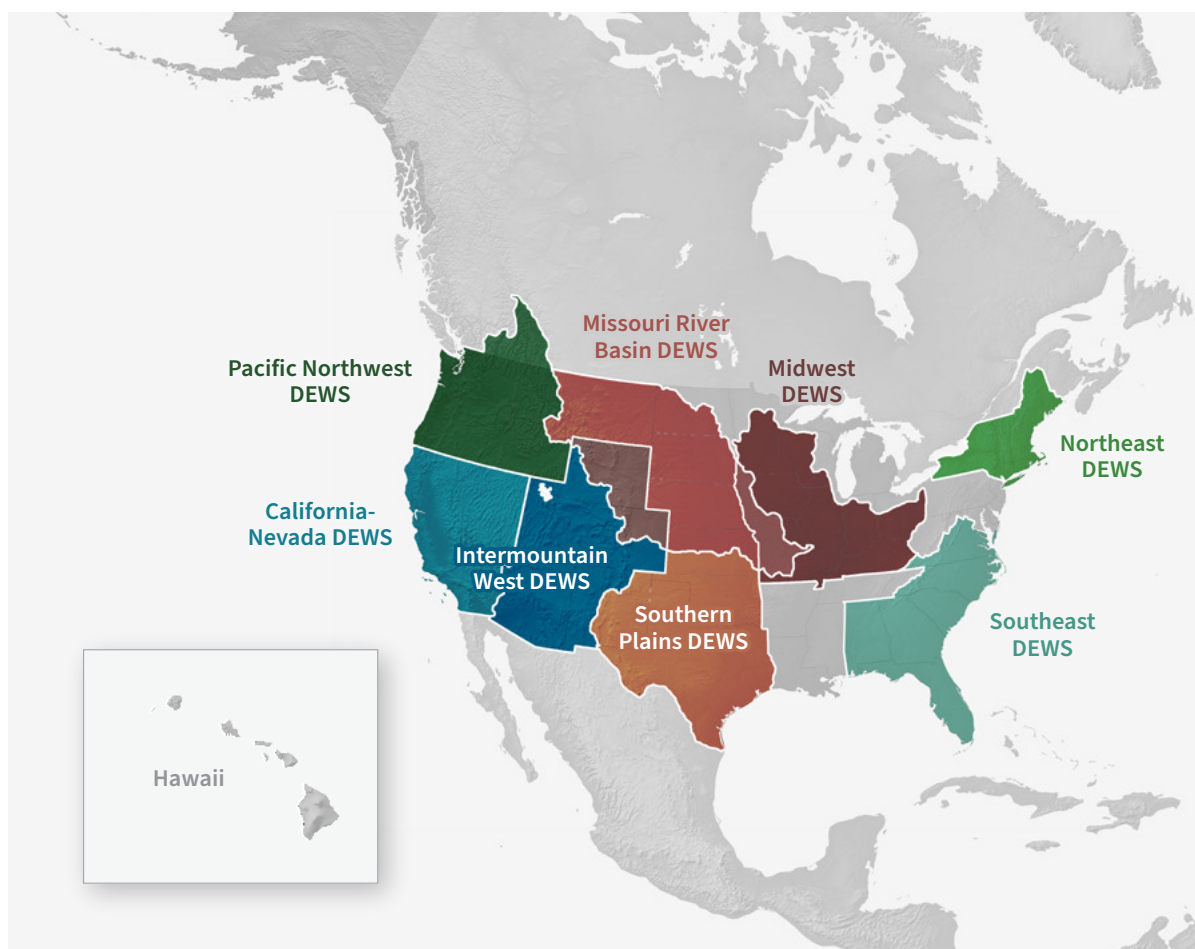 Missouri River
Basin DEWS
Pacific Northwest
DEWS
Midwest
DEWS
Northeast
DEWS
California-
Nevada DEWS
Intermountain
West DEWS
Southern
Plains DEWS
Southeast
DEWS
Hawaii